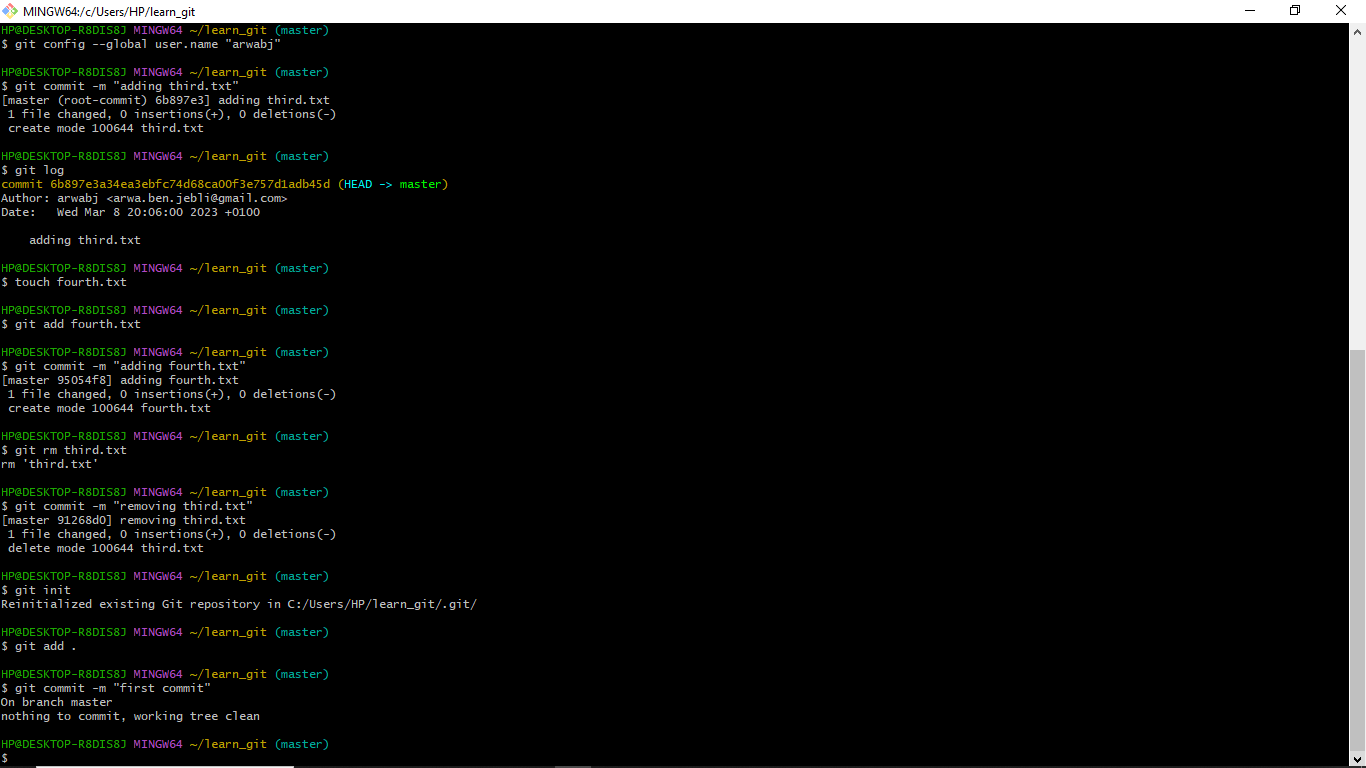 MINGW64:/c/Users/HP/learn_git
HP@DESKTOP-R8DIS8J MINGW64 ~/learn_git (master)
$ git config --global user.name "arwabj"
HP@DESKTOP-R8DIS8J MINGW64 ~/learn_git (master)
$ git commit -m "adding third.txt"
[master (root-commit) 6b897e3] adding third.txt
 1 file changed, 0 insertions(+), 0 deletions(-)
 create mode 100644 third.txt
HP@DESKTOP-R8DIS8J MINGW64 ~/learn_git (master)
$ git log
commit 6b897e3a34ea3ebfc74d68ca00f3e757d1adb45d (HEAD -> master)
Author: arwabj <arwa.ben.jebli@gmail.com>
Date:   Wed Mar 8 20:06:00 2023 +0100
    adding third.txt
HP@DESKTOP-R8DIS8J MINGW64 ~/learn_git (master)
$ touch fourth.txt
HP@DESKTOP-R8DIS8J MINGW64 ~/learn_git (master)
$ git add fourth.txt
HP@DESKTOP-R8DIS8J MINGW64 ~/learn_git (master)
$ git commit -m "adding fourth.txt"
[master 95054f8] adding fourth.txt
 1 file changed, 0 insertions(+), 0 deletions(-)
 create mode 100644 fourth.txt
HP@DESKTOP-R8DIS8J MINGW64 ~/learn_git (master)
$ git rm third.txt
rm 'third.txt'
HP@DESKTOP-R8DIS8J MINGW64 ~/learn_git (master)
$ git commit -m "removing third.txt"
[master 91268d0] removing third.txt
 1 file changed, 0 insertions(+), 0 deletions(-)
 delete mode 100644 third.txt
HP@DESKTOP-R8DIS8J MINGW64 ~/learn_git (master)
$ git init
Reinitialized existing Git repository in C:/Users/HP/learn_git/.git/
HP@DESKTOP-R8DIS8J MINGW64 ~/learn_git (master)
$ git add .
HP@DESKTOP-R8DIS8J MINGW64 ~/learn_git (master)
$ git commit -m "first commit"
On branch master
nothing to commit, working tree clean
HP@DESKTOP-R8DIS8J MINGW64 ~/learn_git (master)
$